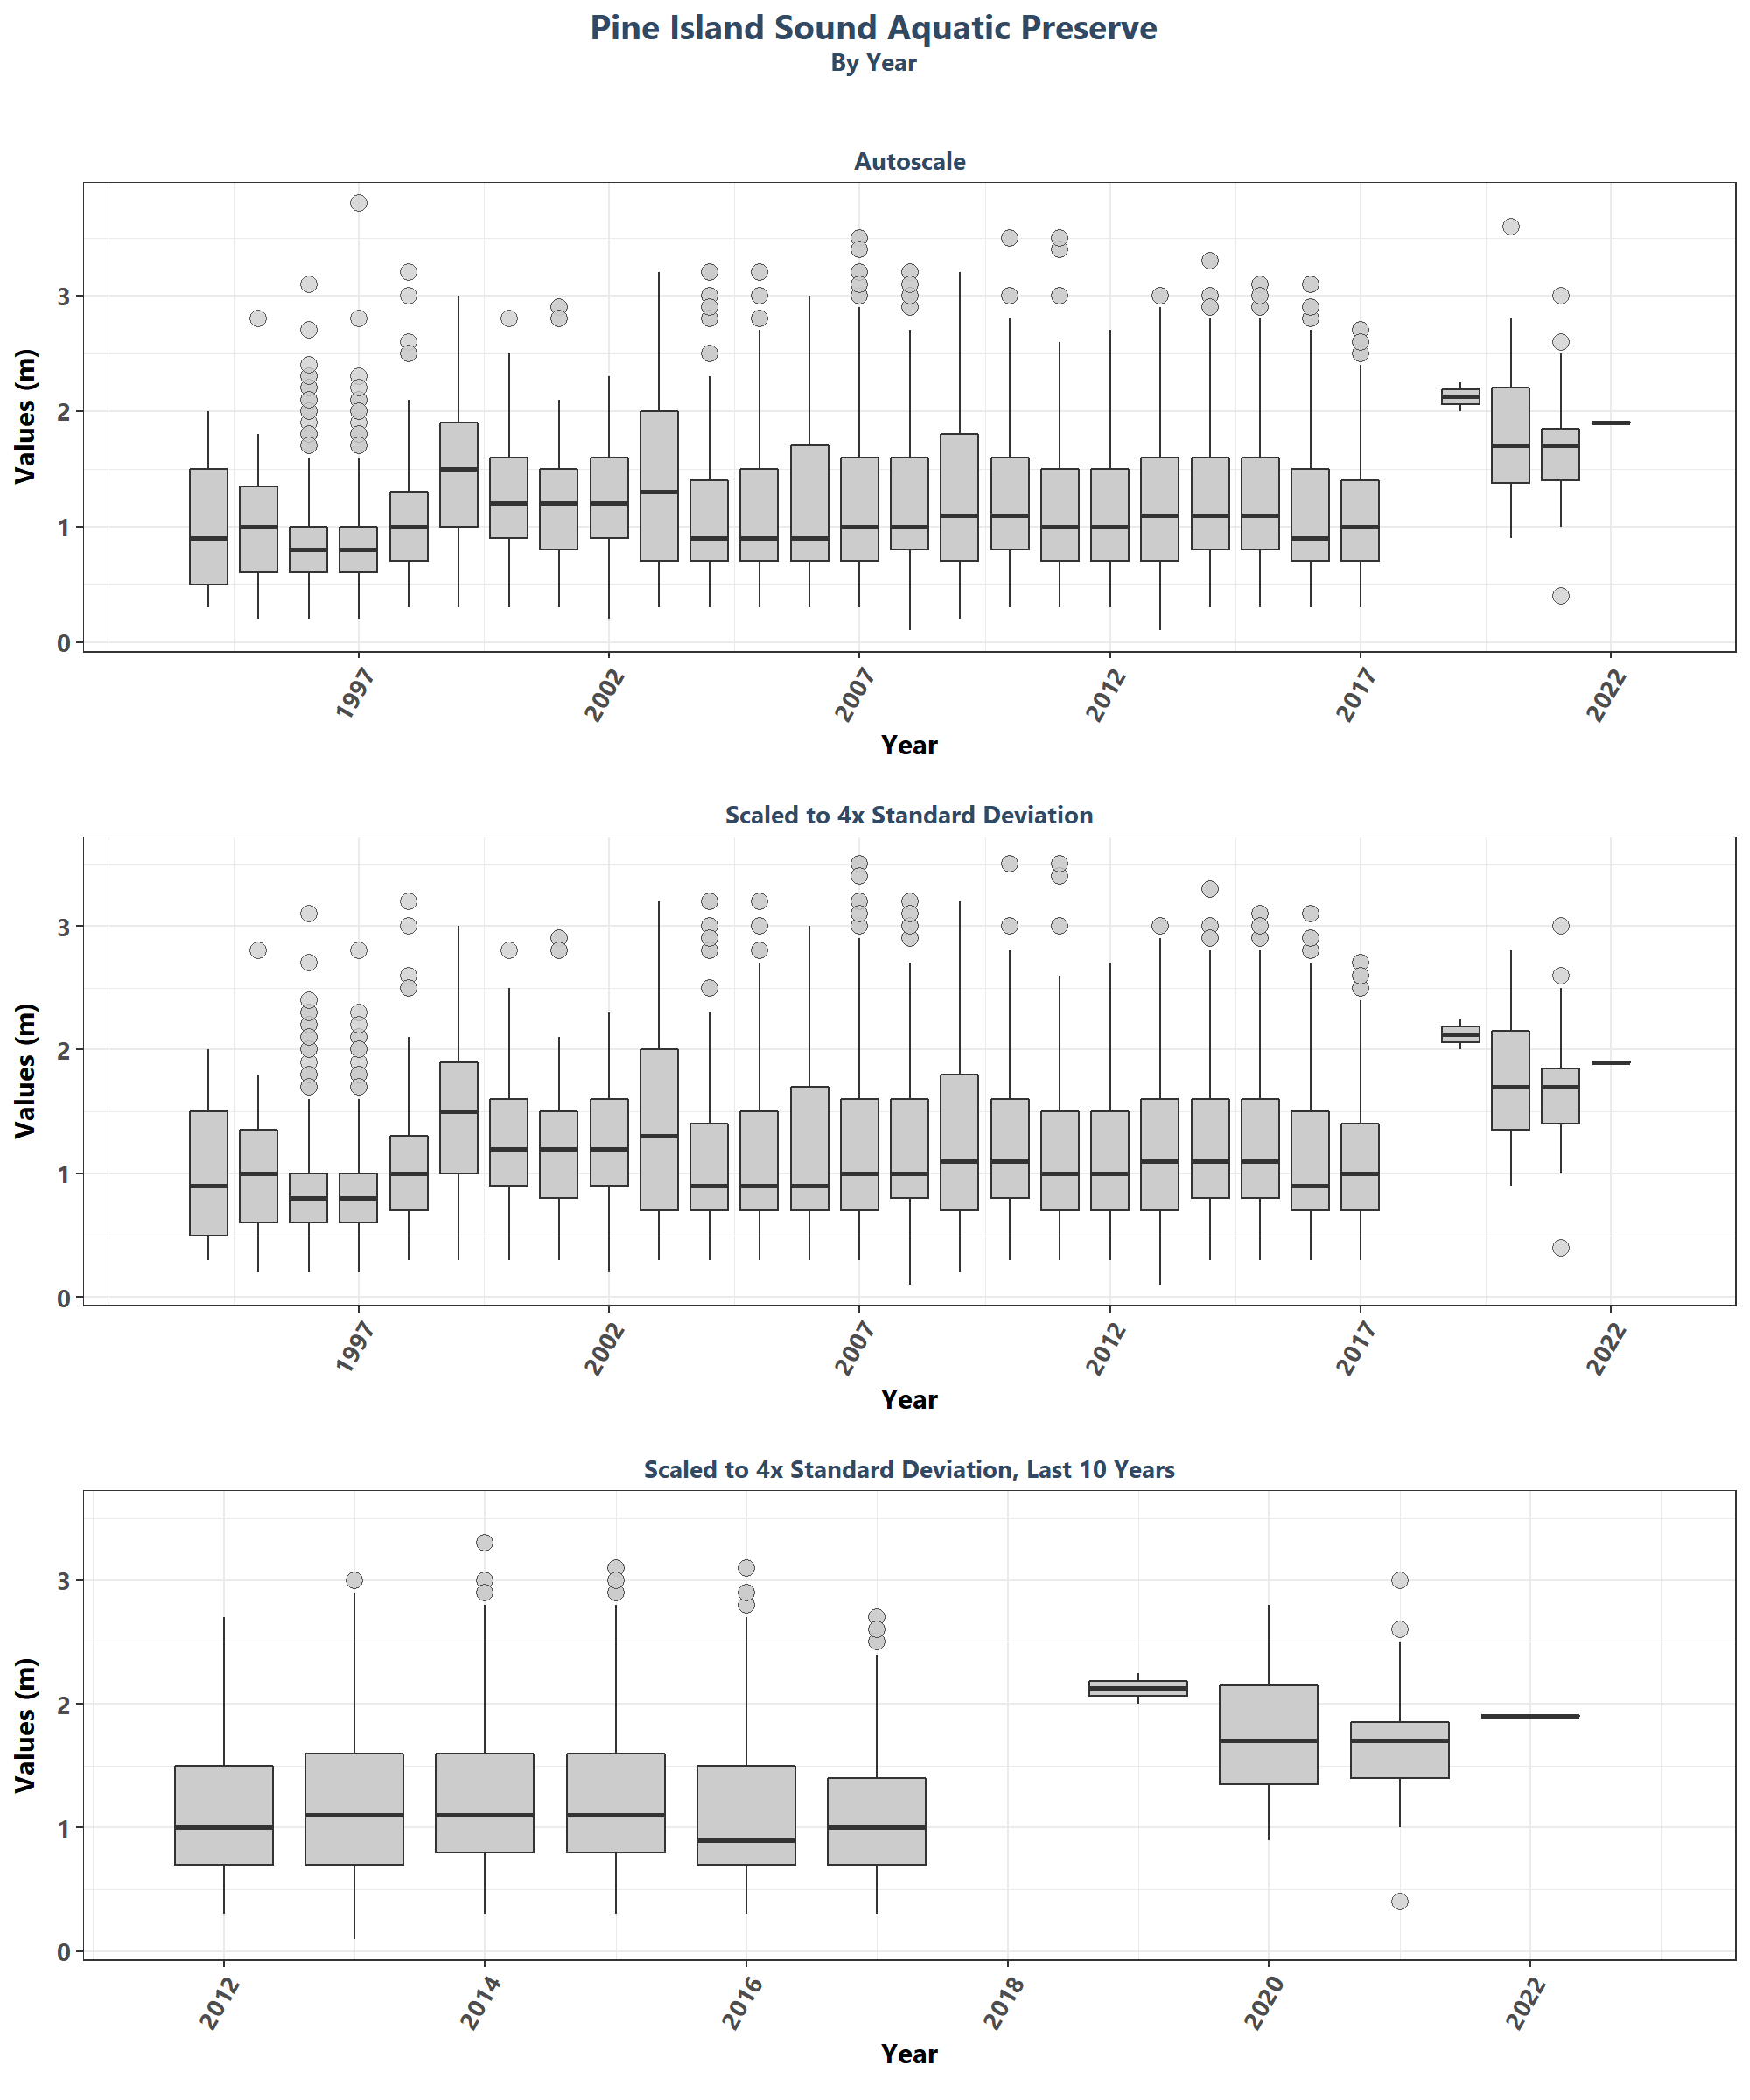 Pine Island Sound Aquatic Preserve
By Year
Autoscale
Values (m)
3
2
1
0
1997 2002 2007 2012 2017 2022
Year
Scaled to 4x Standard Deviation
Values (m)
3
2
1
0
1997 2002 2007 2012 2017 2022
Year
Scaled to 4x Standard Deviation, Last 10 Years
Values (m)
3
2
1
0
2012 2014 2016 2018 2020 2022
Year